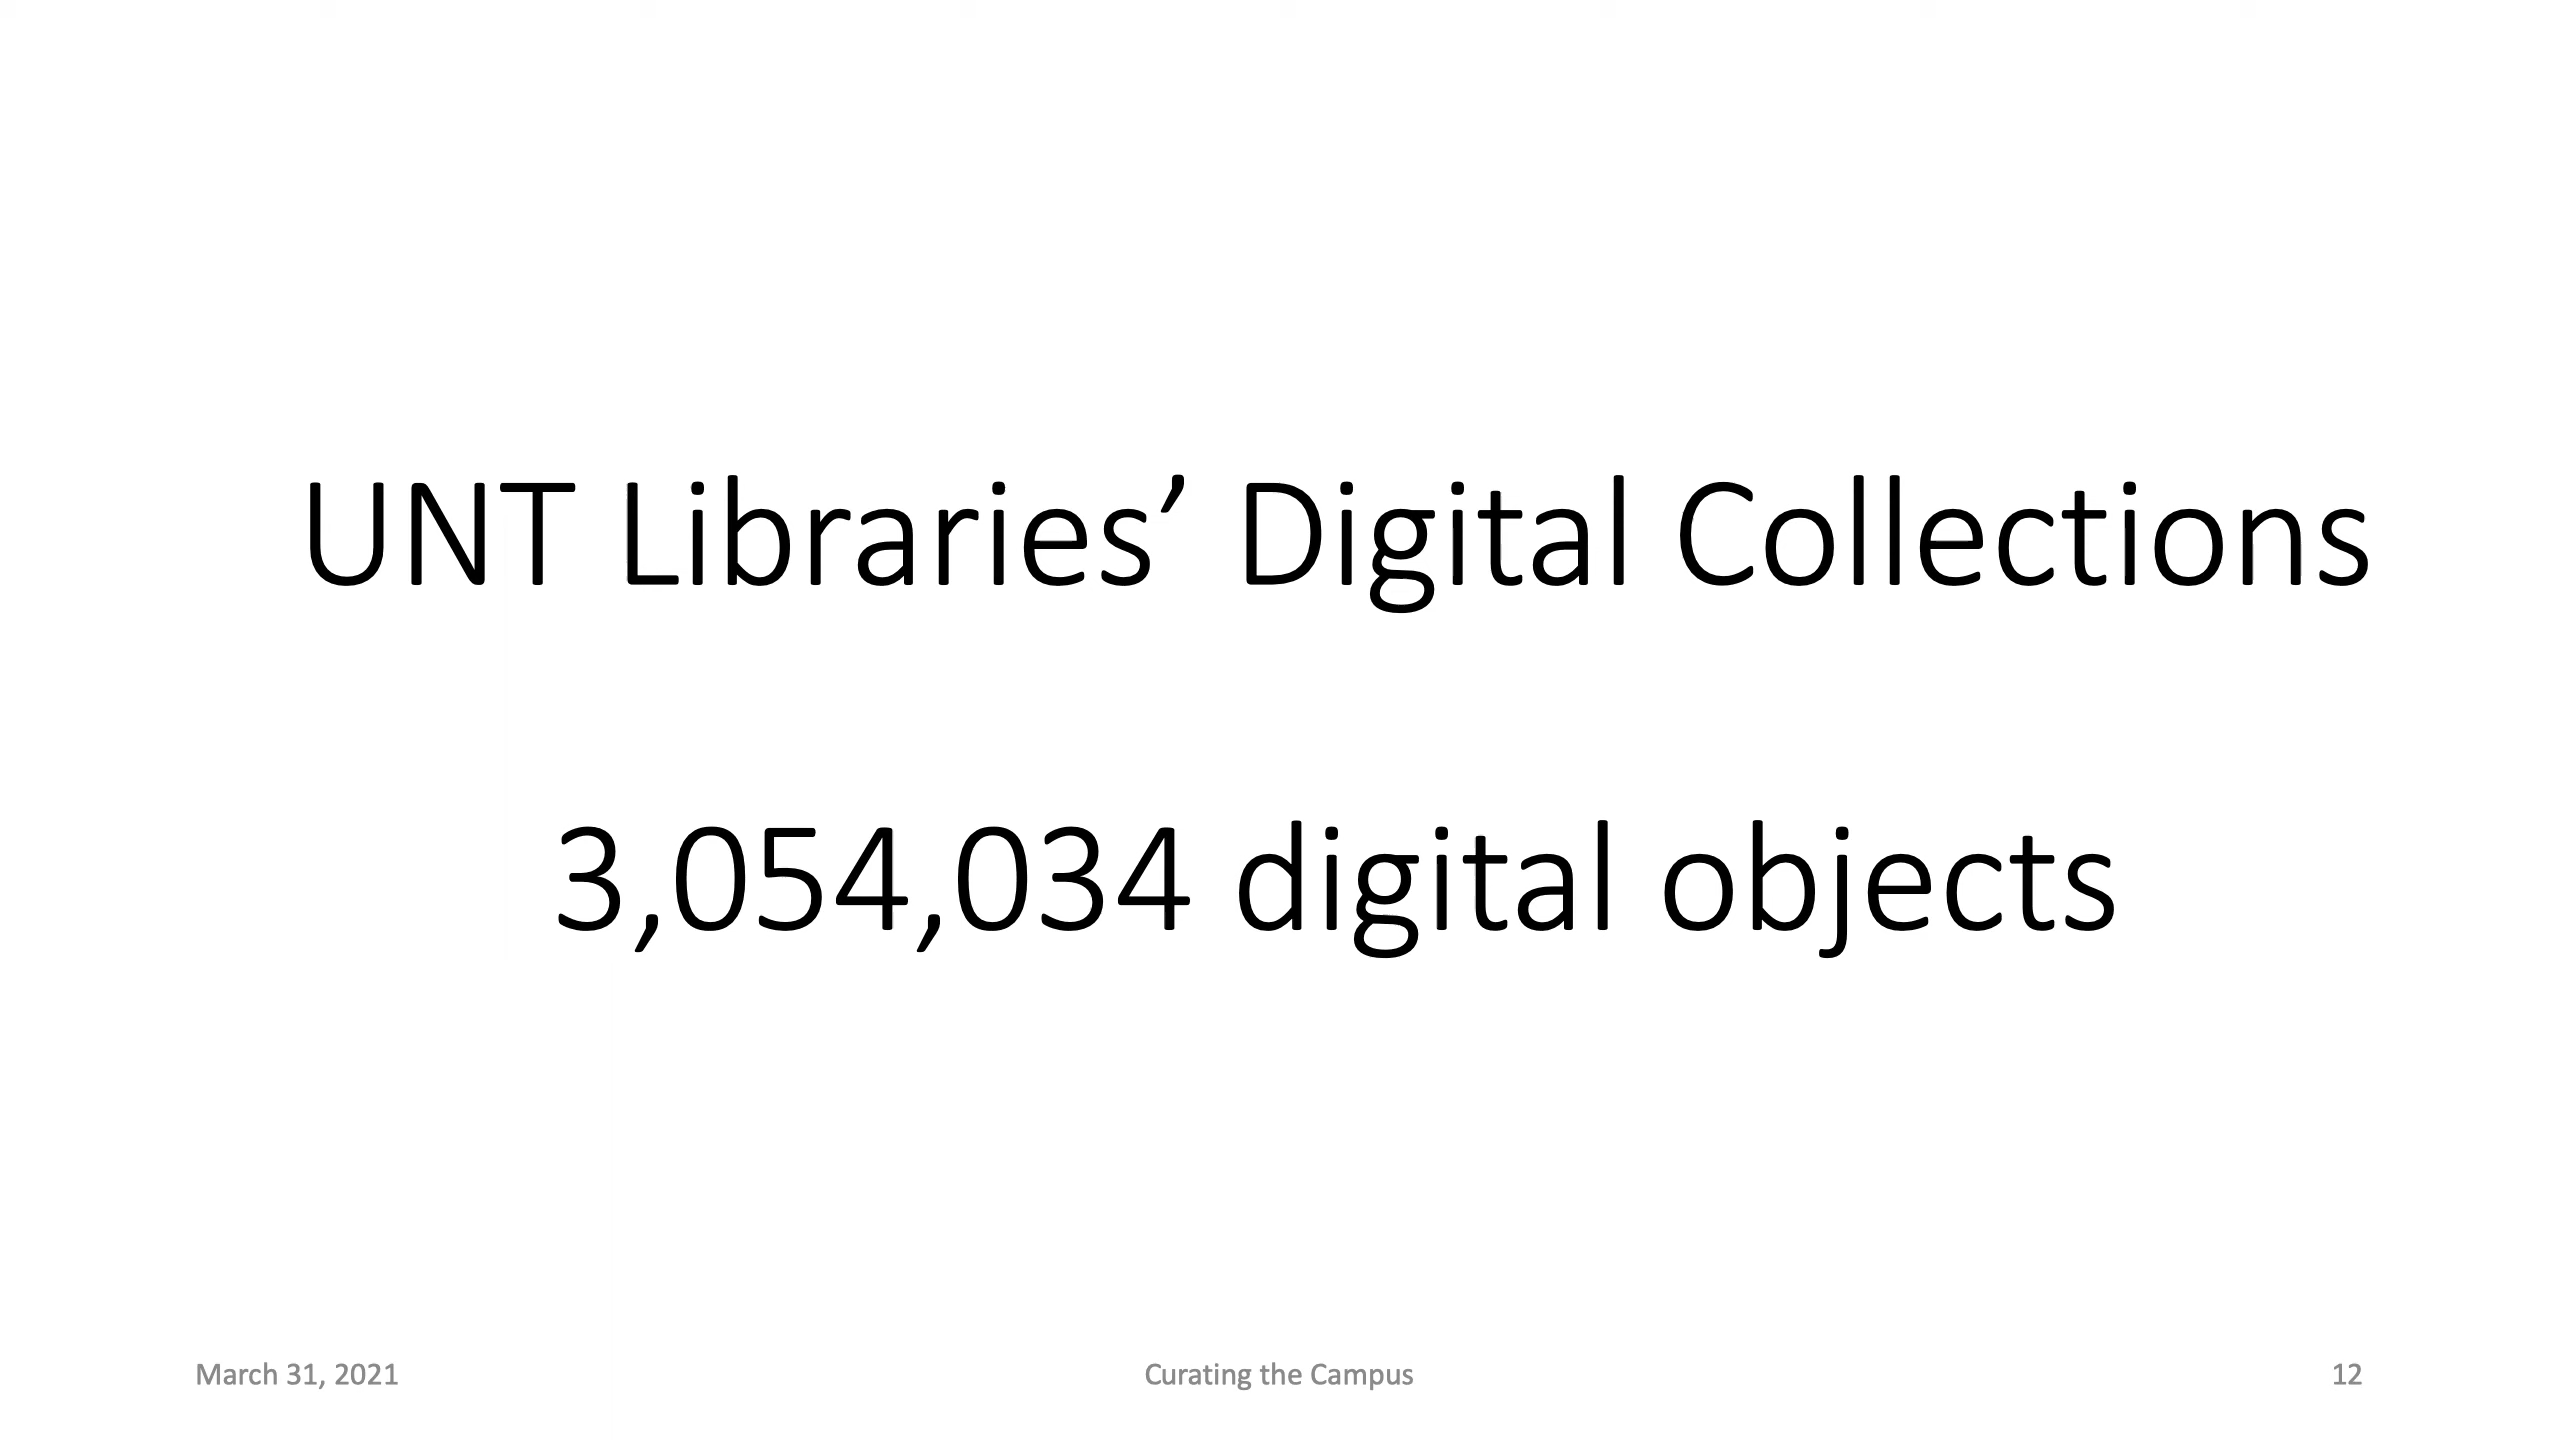 UNT Libraries’ Digital Collections
3,054,034 digital objects
March 31, 2021
Curating the Campus
12